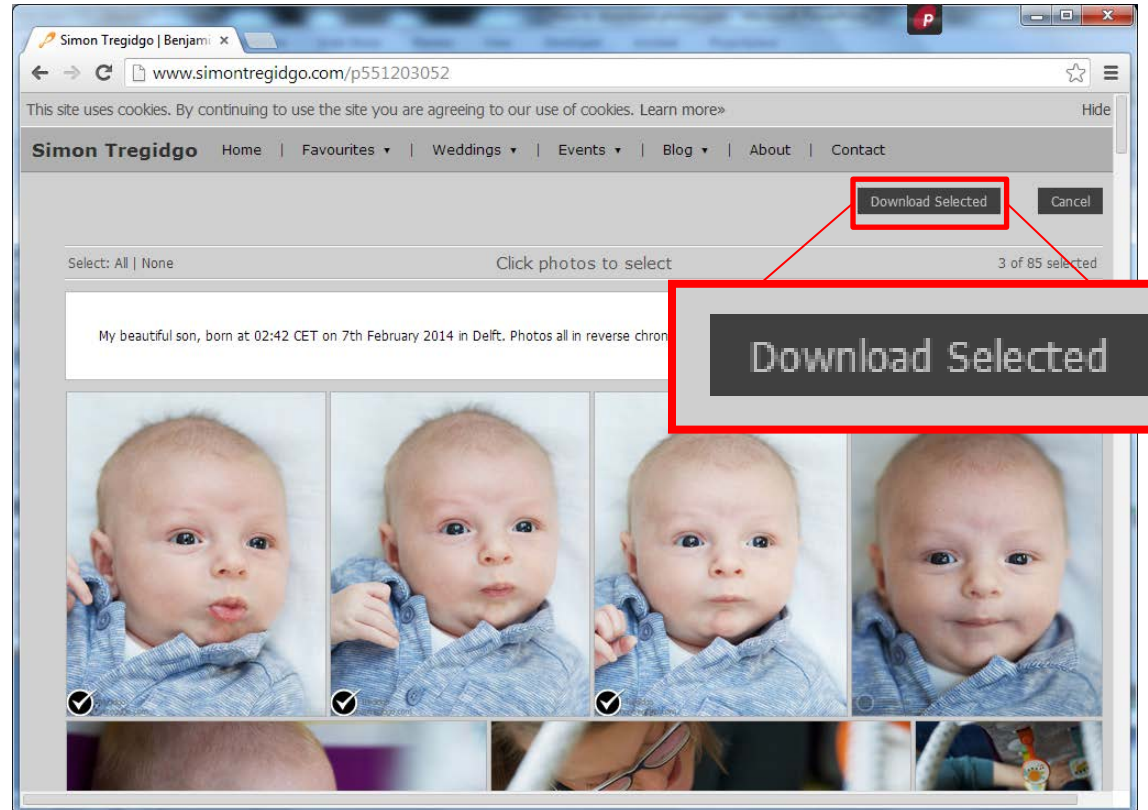 Simon Tregidgo | Benjami
www.simontregidgo.com/p551203052
This site uses cookies. By continuing to use the site you are agreeing to our use of cookies. Learn more» Hide
Simon Tregidgo Home | Favourites ▾ | Weddings ▾ | Events ▾ | Blog ▾ | About | Contact
Download Selected Cancel
Select: All | None Click photos to select 3 of 85 selected
Download Selected
My beautiful son, born at 02:42 CET on 7th February 2014 in Delft. Photos all in reverse chron